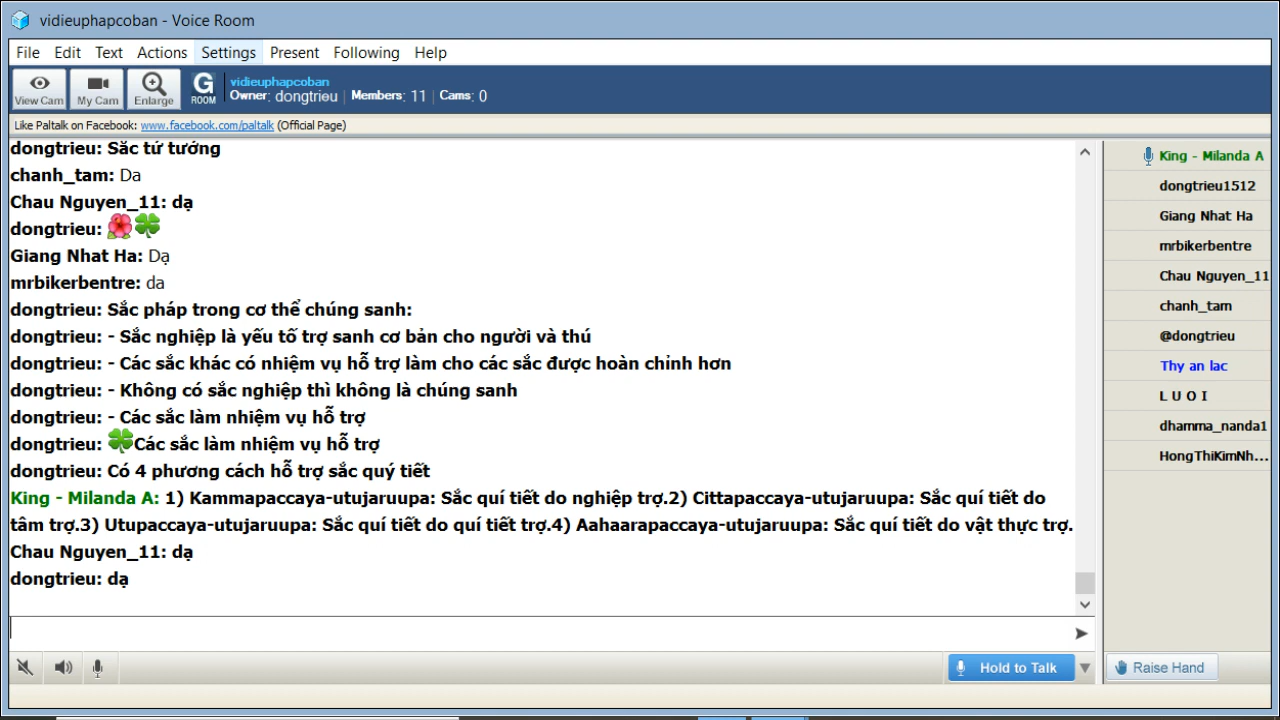 vidieuphapcoban - Voice Room
File Edit Text Actions Settings Present Following Help
View Cam
My Cam
Enlarge
G
ROOM
vidieuphapcoban
Owner: dongtrieu | Members: 11 | Cams: 0
Like Paltalk on Facebook: www.facebook.com/paltalk (Official Page)
dongtrieu: Sắc tứ tướng
chanh_tam: Da
Chau Nguyen_11: dạ
dongtrieu:
Giang Nhat Ha: Dạ
mrbikerbentre: da
dongtrieu: Sắc pháp trong cơ thể chúng sanh:
dongtrieu: - Sắc nghiệp là yếu tố trợ sanh cơ bản cho người và thú
dongtrieu: - Các sắc khác có nhiệm vụ hỗ trợ làm cho các sắc được hoàn chỉnh hơn
dongtrieu: - Không có sắc nghiệp thì không là chúng sanh
dongtrieu: - Các sắc làm nhiệm vụ hỗ trợ
dongtrieu: Các sắc làm nhiệm vụ hỗ trợ
dongtrieu: Có 4 phương cách hỗ trợ sắc quý tiết
King - Milanda A: 1) Kammapaccaya-utujaruupa: Sắc quí tiết do nghiệp trợ.2) Cittapaccaya-utujaruupa: Sắc quí tiết do
tâm trợ.3) Utupaccaya-utujaruupa: Sắc quí tiết do quí tiết trợ.4) Aahaarapaccaya-utujaruupa: Sắc quí tiết do vật thực trợ.
Chau Nguyen_11: dạ
dongtrieu: dạ
King - Milanda A
dongtrieu1512
Giang Nhat Ha
mrbikerbentre
Chau Nguyen_11
chanh_tam
@dongtrieu
Thy an lac
L U O I
dhamma_nanda1
HongThiKimNh...
Hold to Talk
Raise Hand